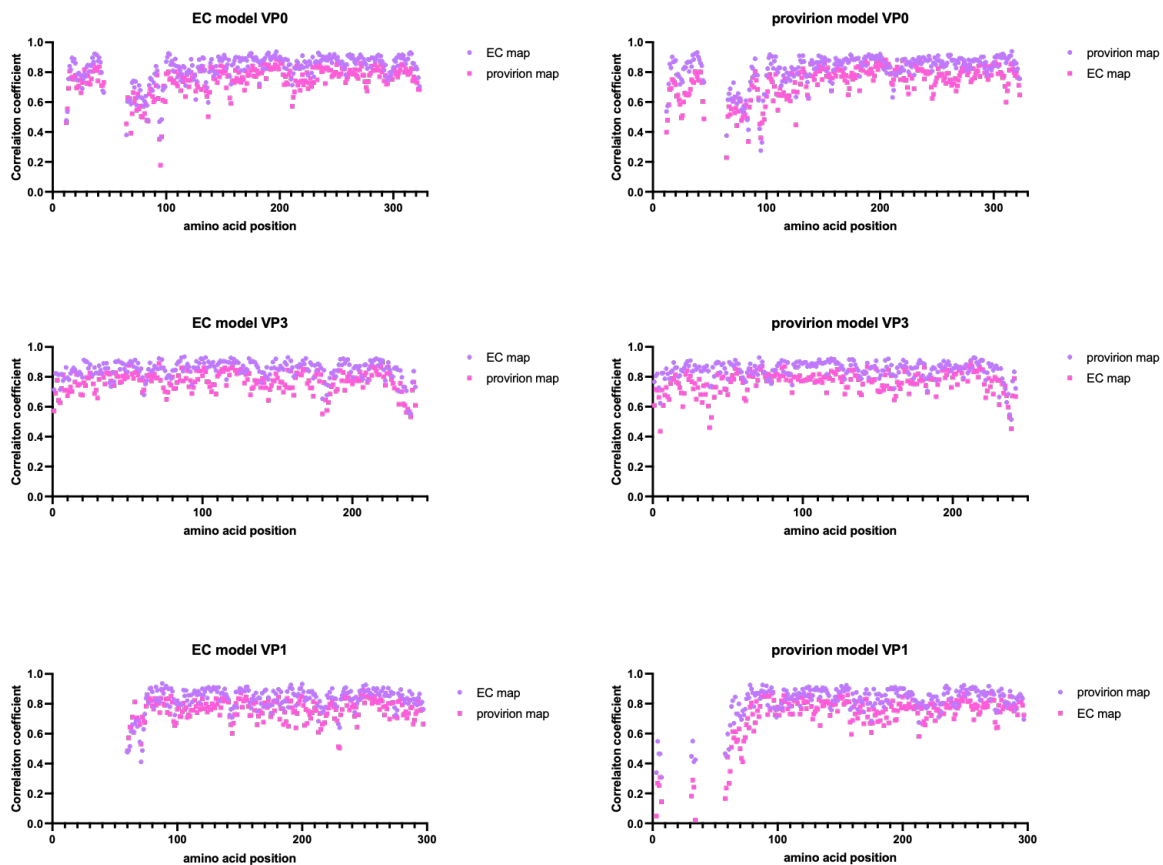 EC model VP0
Correlaiton coefficient
1.0
0.8
0.6
0.4
0.2
0.0
0
100
200
300
amino acid position
EC map
provirion map
provirion model VP0
Correlaiton coefficient
1.0
0.8
0.6
0.4
0.2
0.0
0
100
200
300
amino acid position
provirion map
EC map
EC model VP3
Correlaiton coefficient
1.0
0.8
0.6
0.4
0.2
0.0
0
100
200
amino acid position
EC map
provirion map
provirion model VP3
Correlaiton coefficient
1.0
0.8
0.6
0.4
0.2
0.0
0
100
200
amino acid position
provirion map
EC map
EC model VP1
Correlaiton coefficient
1.0
0.8
0.6
0.4
0.2
0.0
0
100
200
300
amino acid position
EC map
provirion map
provirion model VP1
Correlaiton coefficient
1.0
0.8
0.6
0.4
0.2
0.0
0
100
200
300
amino acid position
provirion map
EC map